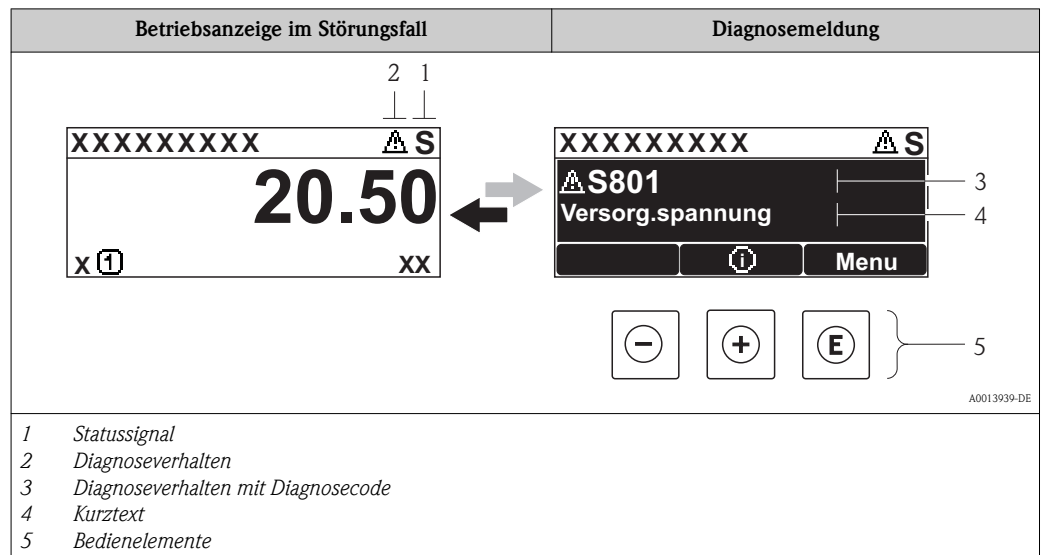 Betriebsanzeige im Störungsfall
Diagnosemeldung
2 1
XXXXXXXXX S
20.50
X 1 XX
XXXXXXXXX S
S801
Versorg.spannung
i Menu
3
4
- + E
5
A0013939-DE
1 Statussignal
2 Diagnoseverhalten
3 Diagnoseverhalten mit Diagnosecode
4 Kurztext
5 Bedienelemente